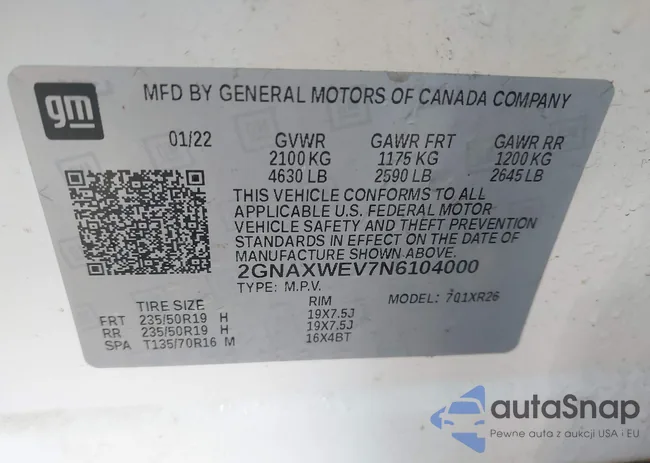 gm
MFD BY GENERAL MOTORS OF CANADA COMPANY
01/22 GVWR GAWR FRT GAWR RR
2100 KG 1175 KG 1200 KG
4630 LB 2590 LB 2645 LB
THIS VEHICLE CONFORMS TO ALL
APPLICABLE U.S. FEDERAL MOTOR
VEHICLE SAFETY AND THEFT PREVENTION
STANDARDS IN EFFECT ON THE DATE OF
MANUFACTURE SHOWN ABOVE.
2GNAXWEV7N6104000
TYPE: M.P.V. MODEL: 701XR26
TIRE SIZE RIM
FRT 235/50R19 H 19X7.5J
RR 235/50R19 H 19X7.5J
SPA T135/70R16 M 16X4BT
autaSnap
Pewne auta z aukcji USA i EU